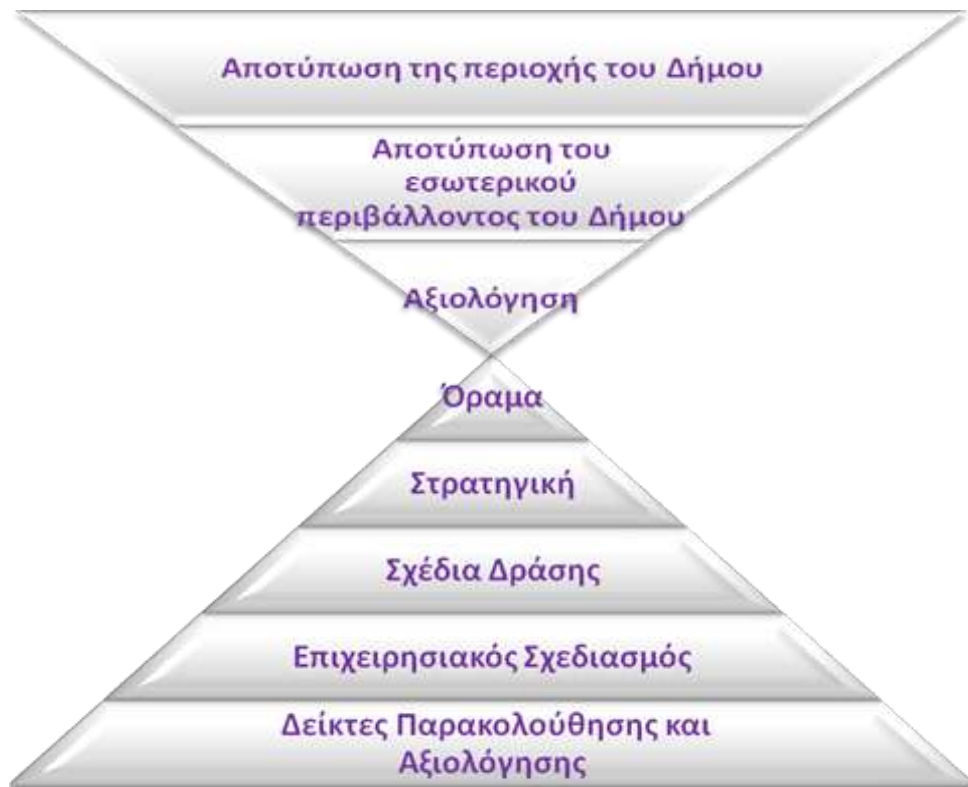 Αποτύπωση της περιοχής του Δήμου
Αποτύπωση του
εσωτερικού
περιβάλλοντος του Δήμου
Αξιολόγηση
Όραμα
Στρατηγική
Σχέδια Δράσης
Επιχειρησιακός Σχεδιασμός
Δείκτες Παρακολούθησης και
Αξιολόγησης